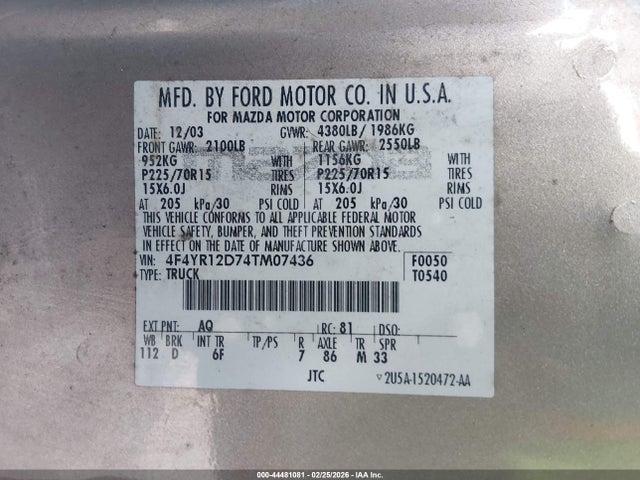 MFD. BY FORD MOTOR CO. IN U.S.A.
FOR MAZDA MOTOR CORPORATION
DATE: 12/03 GVWR: 4380LB/1986KG
FRONT GAWR: 2100LB REAR GAWR: 2550LB
952KG WITH 1156KG WITH
P225/70R15 TIRES P225/70R15 TIRES
15X6.0J RIMS 15X6.0J RIMS
AT 205 kPa/30 PSI COLD AT 205 kPa/30 PSI COLD
THIS VEHICLE CONFORMS TO ALL APPLICABLE FEDERAL MOTOR
VEHICLE SAFETY, BUMPER, AND THEFT PREVENTION STANDARDS
IN EFFECT ON THE DATE OF MANUFACTURE SHOWN ABOVE.
VIN: 4F4YR12D74TM07436 F0050
TYPE: TRUCK T0540
EXT PNT: AQ RC: 81 DSO:
WB BRK INT TR TP/PS R AXLE TR SPR
112 D 6F 7 86 M 33
JTC ▽2U5A-1520472-AA
000-44481081 - 02/25/2026 - IAA Inc.